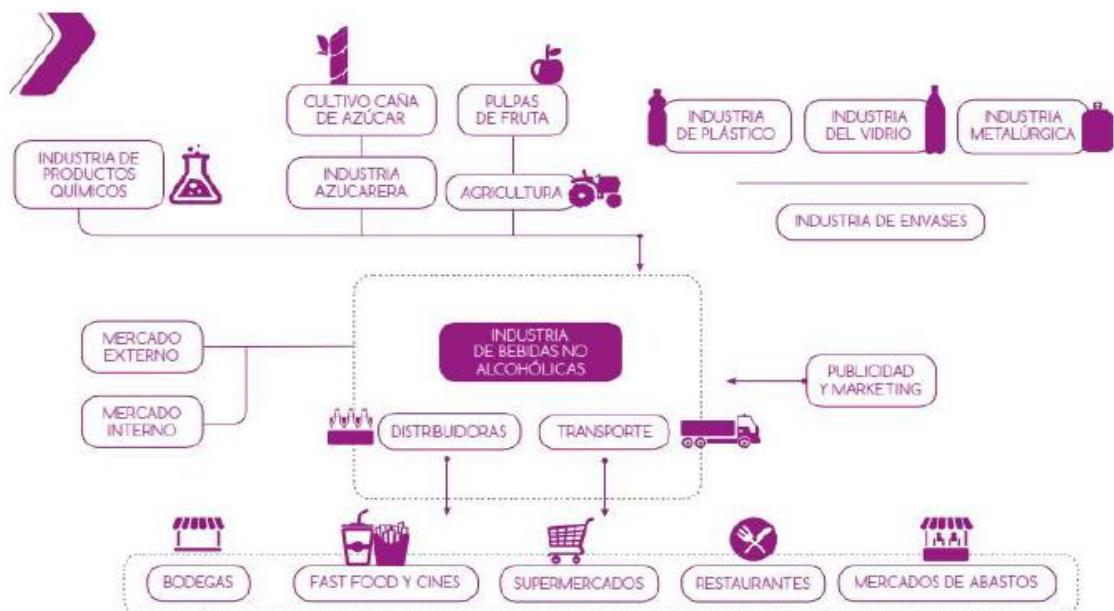 CULTIVO CAÑA
DE AZÚCAR
PULPAS
DE FRUTA
INDUSTRIA
DE PLÁSTICO
INDUSTRIA
DEL VIDRIO
INDUSTRIA
METALÚRGICA
INDUSTRIA DE
PRODUCTOS
QUÍMICOS
INDUSTRIA
AZUCARERA
AGRICULTURA
INDUSTRIA DE ENVASES
MERCADO
EXTERNO
INDUSTRIA
DE BEBIDAS NO
ALCOHÓLICAS
PUBLICIDAD
Y MARKETING
MERCADO
INTERNO
DISTRIBUIDORAS
TRANSPORTE
BODEGAS
FAST FOOD Y CINES
SUPERMERCADOS
RESTAURANTES
MERCADOS DE ABASTOS